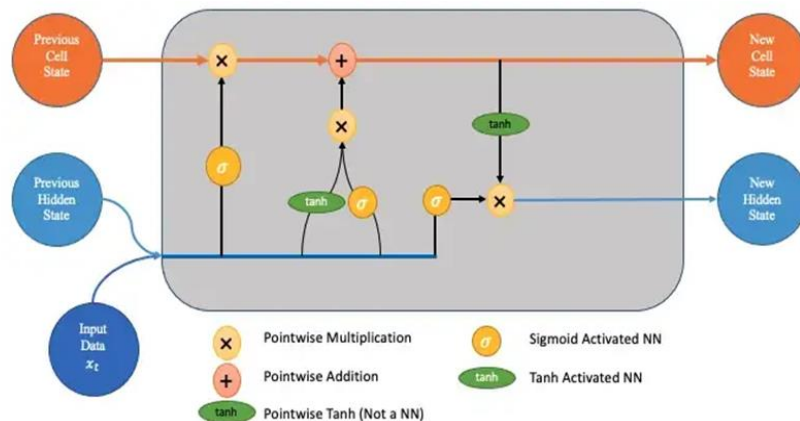 Previous
Cell
State
×
+
New
Cell
State
tanh
×
σ
Previous
Hidden
State
tanh
σ
σ
×
New
Hidden
State
Input
Data
xₜ
× Pointwise Multiplication
σ Sigmoid Activated NN
+ Pointwise Addition
tanh Tanh Activated NN
tanh Pointwise Tanh (Not a NN)